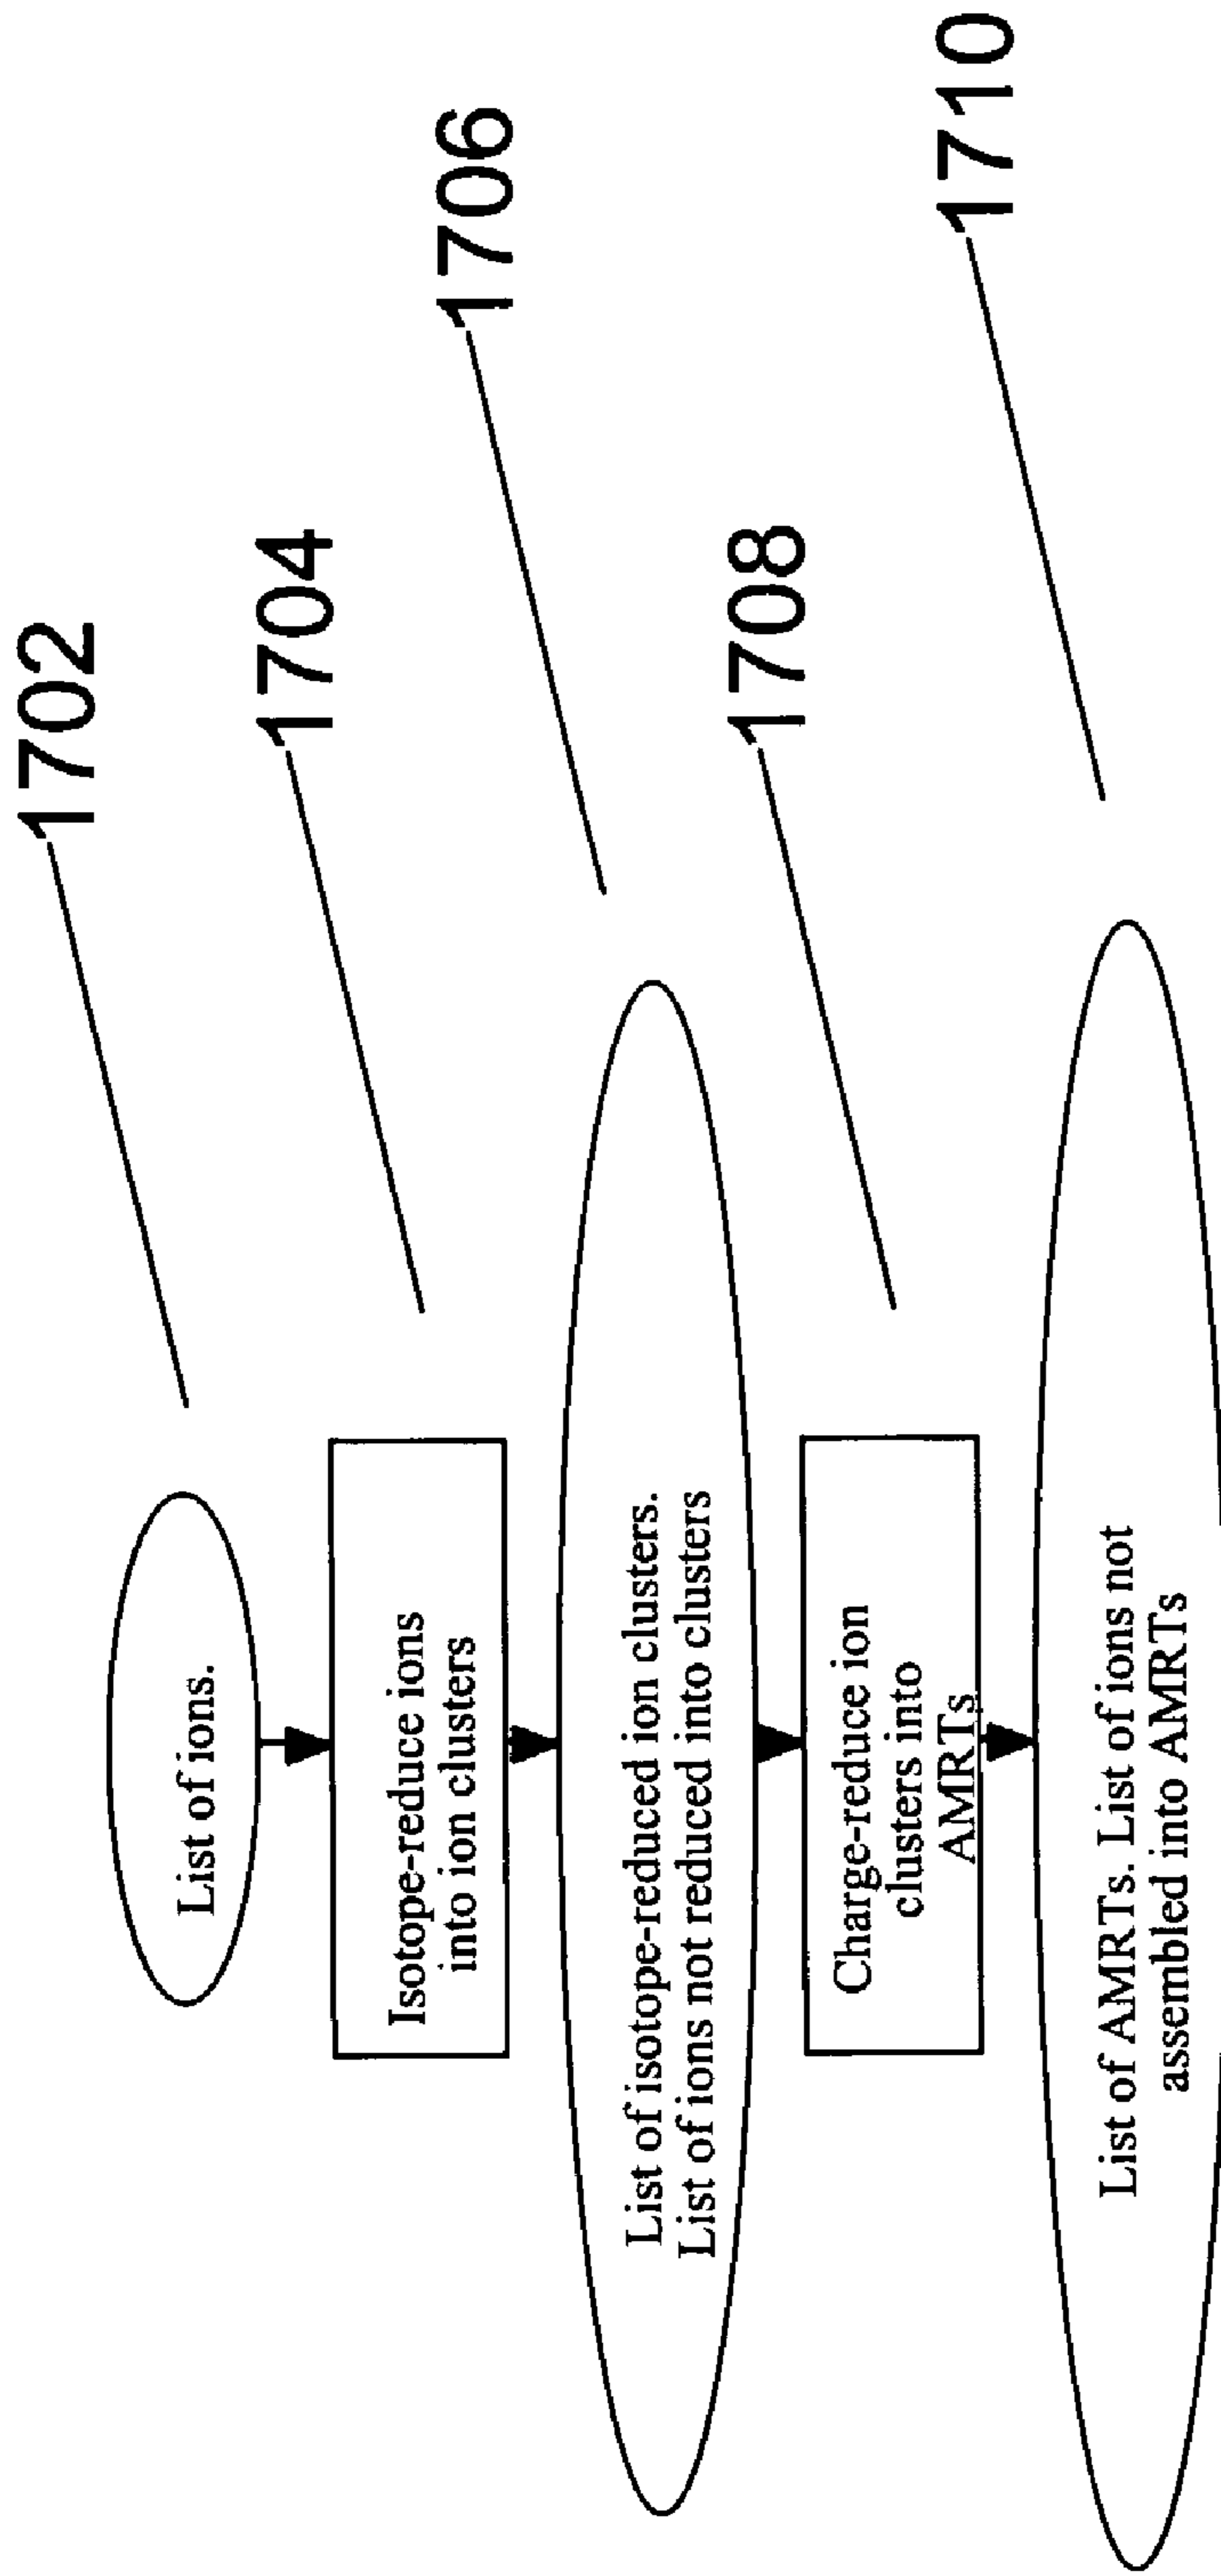 1702
List of ions.
1704
Isotope-reduce ions
into ion clusters
1706
List of isotope-reduced ion clusters.
List of ions not reduced into clusters
1708
Charge-reduce ion
clusters into
AMRTs
1710
List of AMRTs. List of ions not
assembled into AMRTs